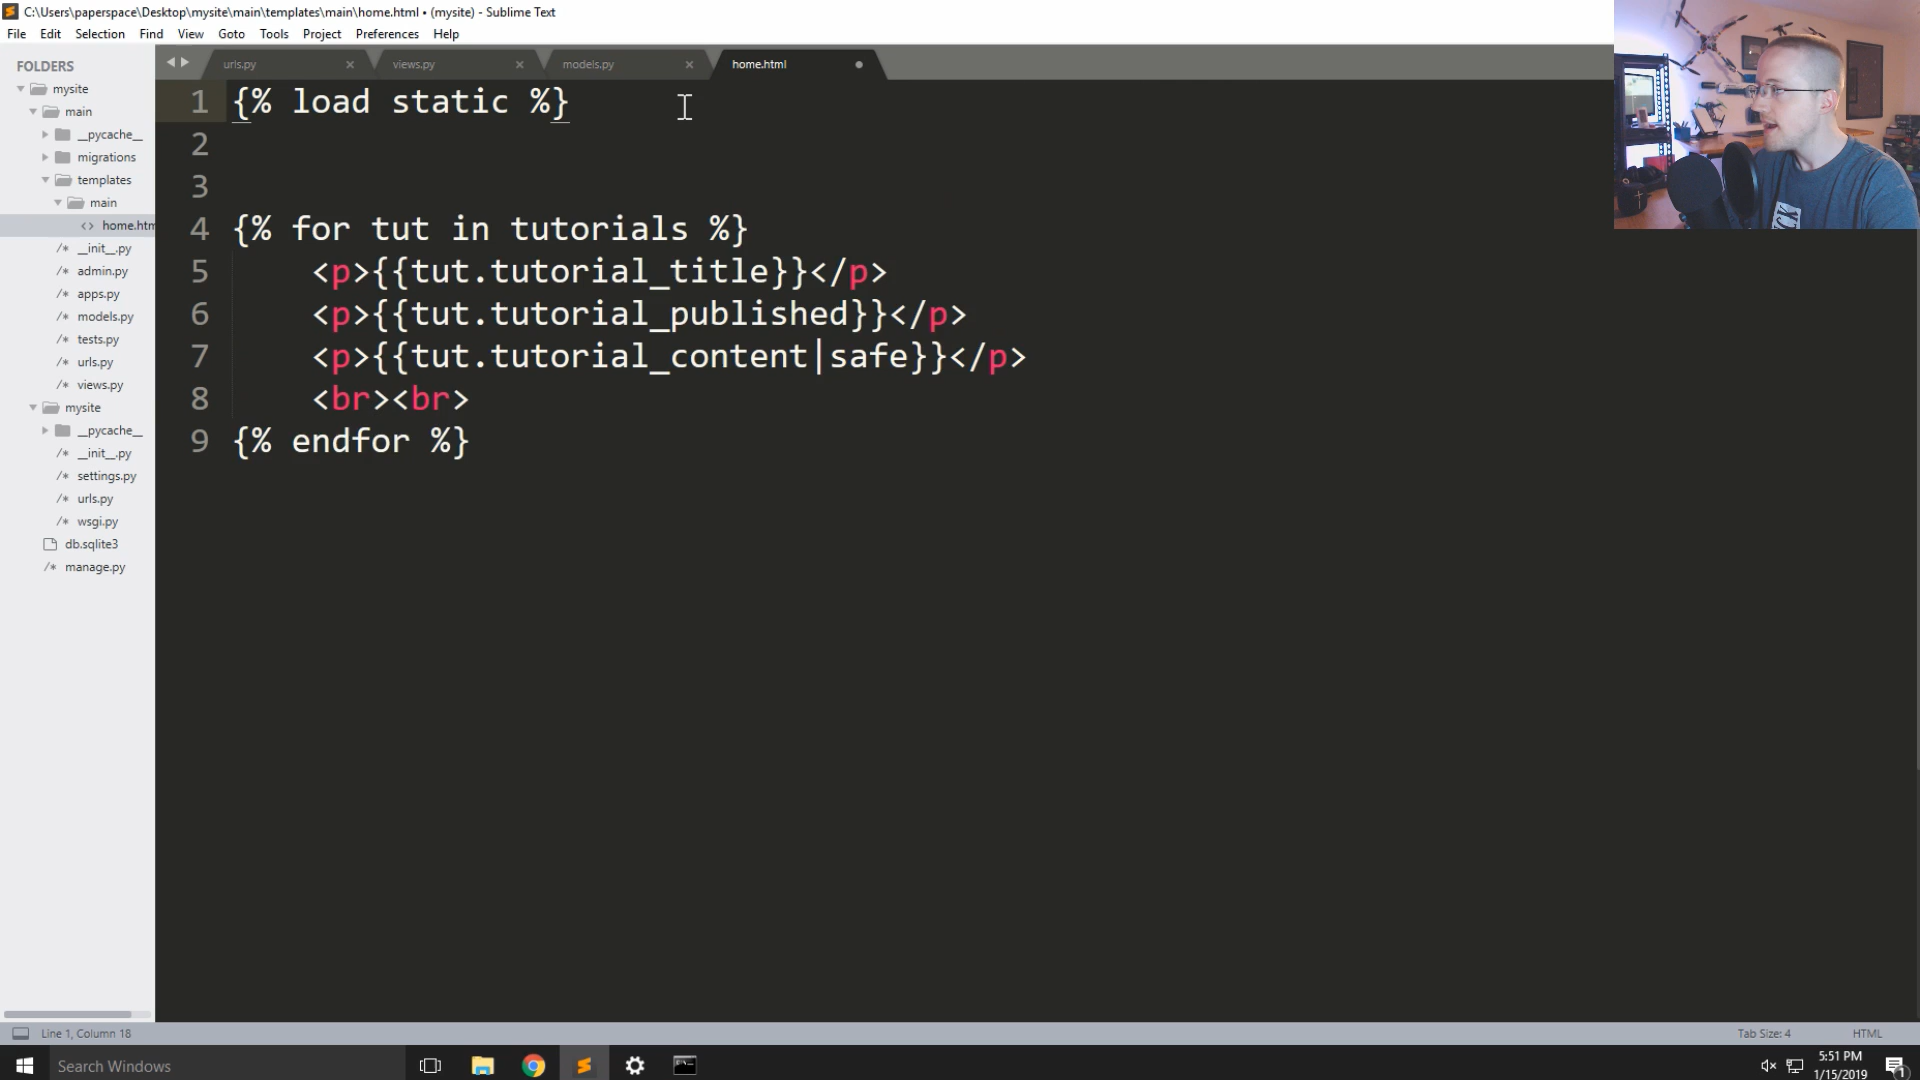 C:\Users\paperspace\Desktop\mysite\main\templates\main\home.html • (mysite) - Sublime Text
File Edit Selection Find View Goto Tools Project Preferences Help
FOLDERS
mysite
main
__pycache__
migrations
templates
main
home.htm
__init__.py
admin.py
apps.py
models.py
tests.py
urls.py
views.py
mysite
__pycache__
__init__.py
settings.py
urls.py
wsgi.py
db.sqlite3
manage.py
urls.py
views.py
models.py
home.html
1 {% load static %}
2
3
4 {% for tut in tutorials %}
5 <p>{{tut.tutorial_title}}</p>
6 <p>{{tut.tutorial_published}}</p>
7 <p>{{tut.tutorial_content|safe}}</p>
8 <br><br>
9 {% endfor %}
Line 1, Column 18
Tab Size: 4
HTML
Search Windows
5:51 PM
1/15/2019